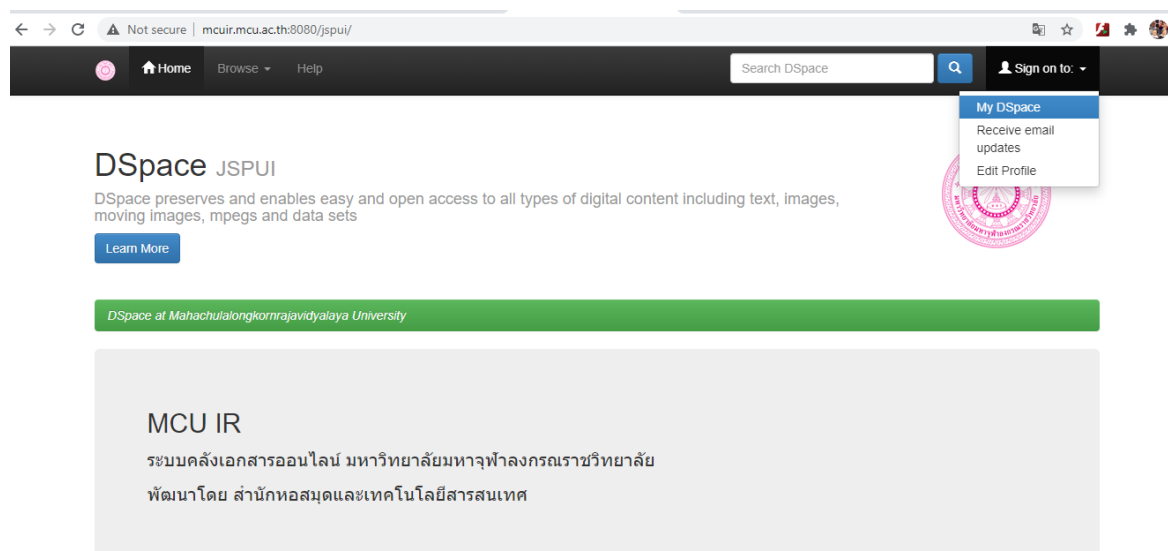 Not secure | mcuir.mcu.ac.th:8080/jspui/
Home Browse Help Search DSpace Sign on to:
My DSpace
Receive email
updates
Edit Profile
DSpace JSPUI
DSpace preserves and enables easy and open access to all types of digital content including text, images,
moving images, mpegs and data sets
Learn More
DSpace at Mahachulalongkornrajavidyalaya University
MCU IR
ระบบคลังเอกสารออนไลน์ มหาวิทยาลัยมหาจุฬาลงกรณราชวิทยาลัย
พัฒนาโดย สำนักหอสมุดและเทคโนโลยีสารสนเทศ